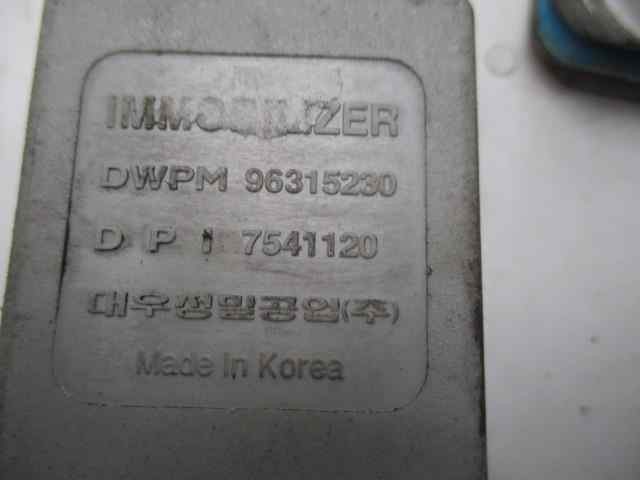 IMMOBILIZER
DWPM 96315230
D P I 7541120
대우정밀공업(주)
Made In Korea